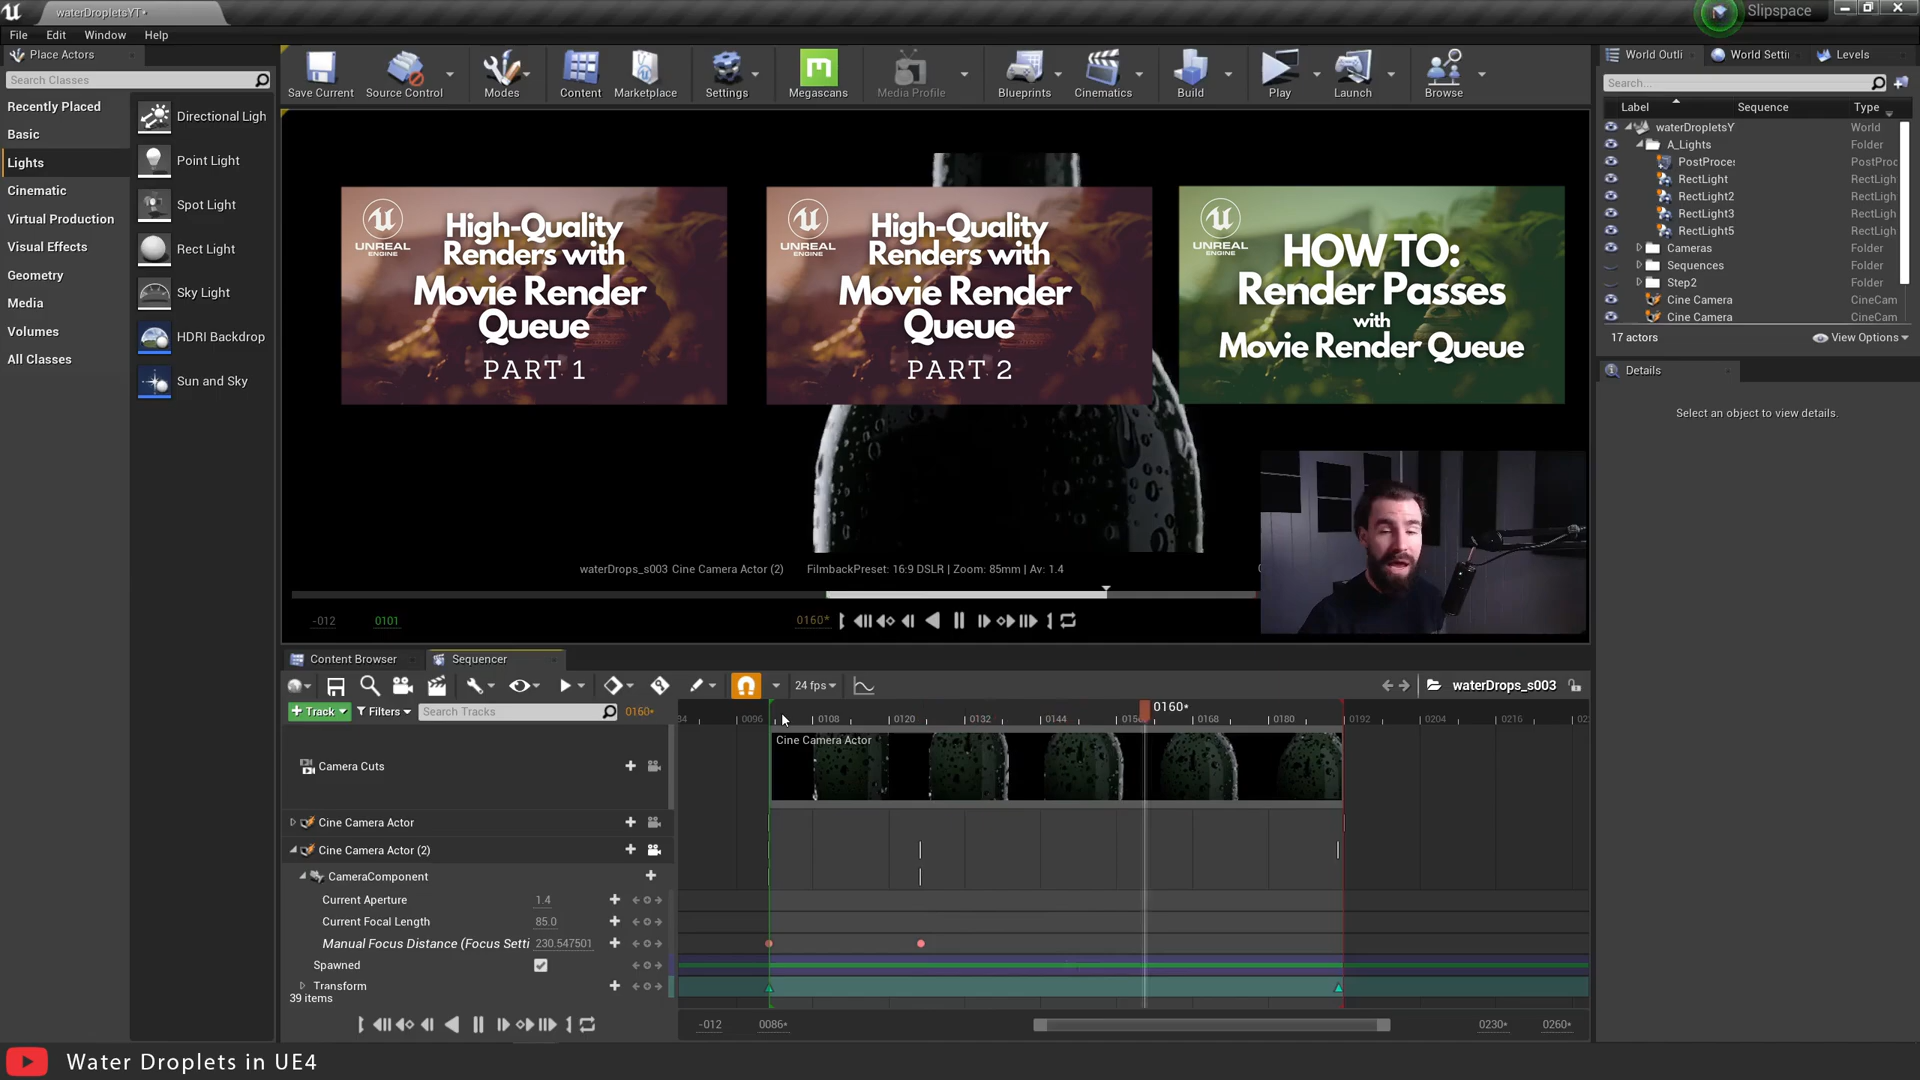 waterDropletsYT•
Slipspace
File Edit Window Help
Place Actors
Search Classes
Recently Placed
Basic
Lights
Cinematic
Virtual Production
Visual Effects
Geometry
Media
Volumes
All Classes
Directional Ligh
Point Light
Spot Light
Rect Light
Sky Light
HDRI Backdrop
Sun and Sky
Save Current
Source Control
Modes
Content
Marketplace
Settings
Megascans
Media Profile
Blueprints
Cinematics
Build
Play
Launch
Browse
UNREAL
ENGINE
High-Quality
Renders with
Movie Render
Queue
PART 1
UNREAL
ENGINE
High-Quality
Renders with
Movie Render
Queue
PART 2
UNREAL
ENGINE
HOW TO:
Render Passes
with
Movie Render Queue
waterDrops_s003 Cine Camera Actor (2) FilmbackPreset: 16:9 DSLR | Zoom: 85mm | Av: 1.4
-012 0101 0160*
World Outli World Setti Levels
Search...
Label Sequence Type
waterDropletsY World
A_Lights Folder
PostProces PostProc
RectLight RectLigh
RectLight2 RectLigh
RectLight3 RectLigh
RectLight5 RectLigh
Cameras Folder
Sequences Folder
Step2 Folder
Cine Camera CineCam
Cine Camera CineCam
17 actors View Options
Details
Select an object to view details.
Content Browser Sequencer
24 fps waterDrops_s003
+ Track Filters Search Tracks 0160*
0096 0108 0120 0132 0144 0156 0160* 0168 0180 0192 0204 0216
Cine Camera Actor
Camera Cuts
Cine Camera Actor
Cine Camera Actor (2)
CameraComponent
Current Aperture 1.4
Current Focal Length 85.0
Manual Focus Distance (Focus Setti 230.547501
Spawned
Transform
39 items
-012 0086* 0230* 0260*
Water Droplets in UE4